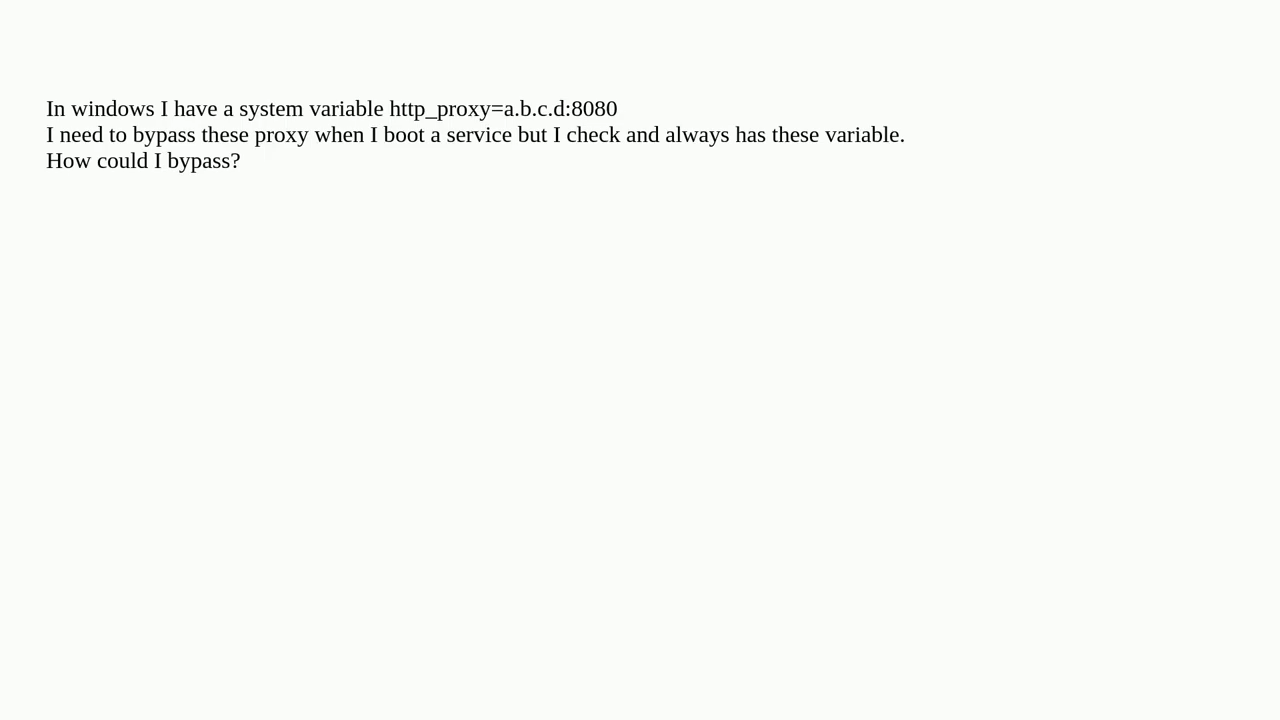 In windows I have a system variable http_proxy=a.b.c.d:8080
I need to bypass these proxy when I boot a service but I check and always has these variable.
How could I bypass?